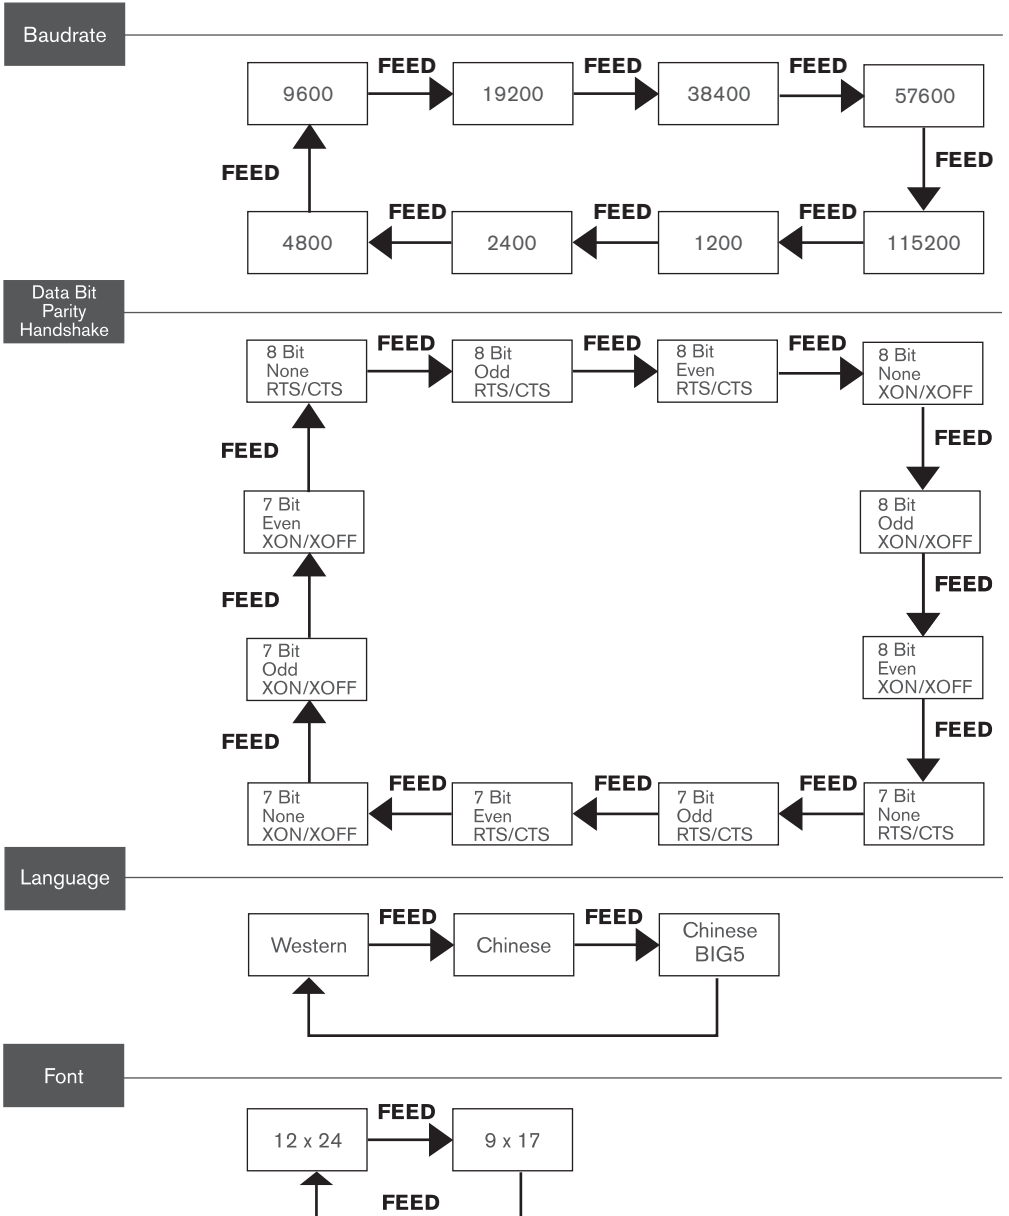 Baudrate
FEED FEED FEED
9600 19200 38400 57600
FEED FEED
FEED FEED FEED
4800 2400 1200 115200
Data Bit
Parity
Handshake
FEED FEED FEED
8 Bit
None
RTS/CTS
8 Bit
Odd
RTS/CTS
8 Bit
Even
RTS/CTS
8 Bit
None
XON/XOFF
FEED
FEED
7 Bit
Even
XON/XOFF
8 Bit
Odd
XON/XOFF
FEED
FEED
7 Bit
Odd
XON/XOFF
8 Bit
Even
XON/XOFF
FEED
FEED
FEED FEED FEED
7 Bit
None
XON/XOFF
7 Bit
Even
RTS/CTS
7 Bit
Odd
RTS/CTS
7 Bit
None
RTS/CTS
Language
FEED FEED
Western Chinese
Chinese
BIG5
Font
FEED
12 x 24 9 x 17
FEED